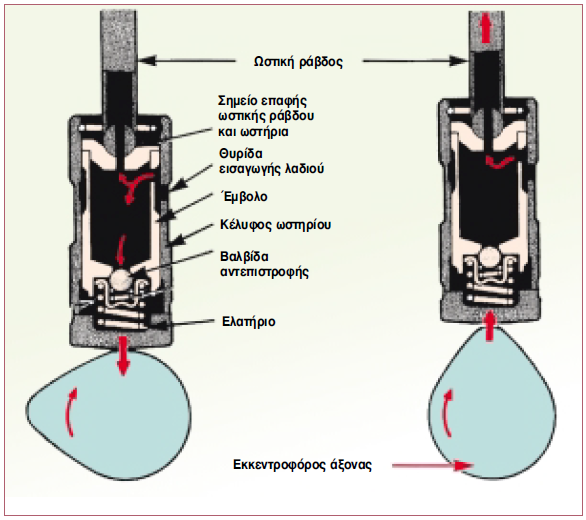 Ωστική ράβδος
Σημείο επαφής
ωστικής ράβδου
και ωστήρια
Θυρίδα
εισαγωγής λαδιού
Έμβολο
Κέλυφος ωστηρίου
Βαλβίδα
αντεπιστροφής
Ελατήριο
Εκκεντροφόρος άξονας